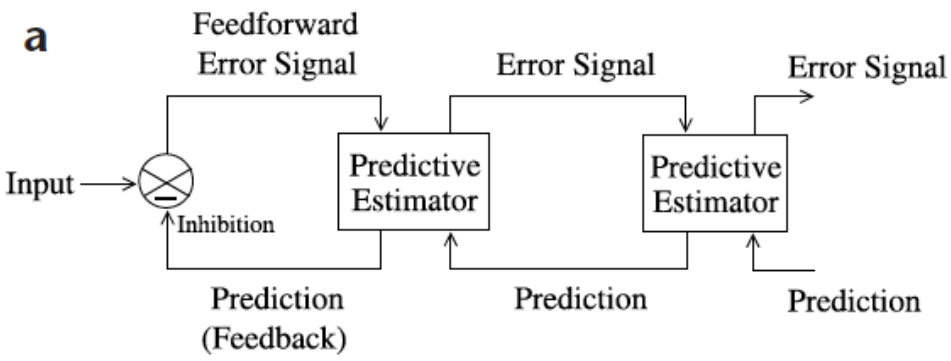 a
Feedforward
Error Signal
Error Signal
Error Signal
Input
Predictive
Estimator
Predictive
Estimator
Inhibition
Prediction
(Feedback)
Prediction
Prediction